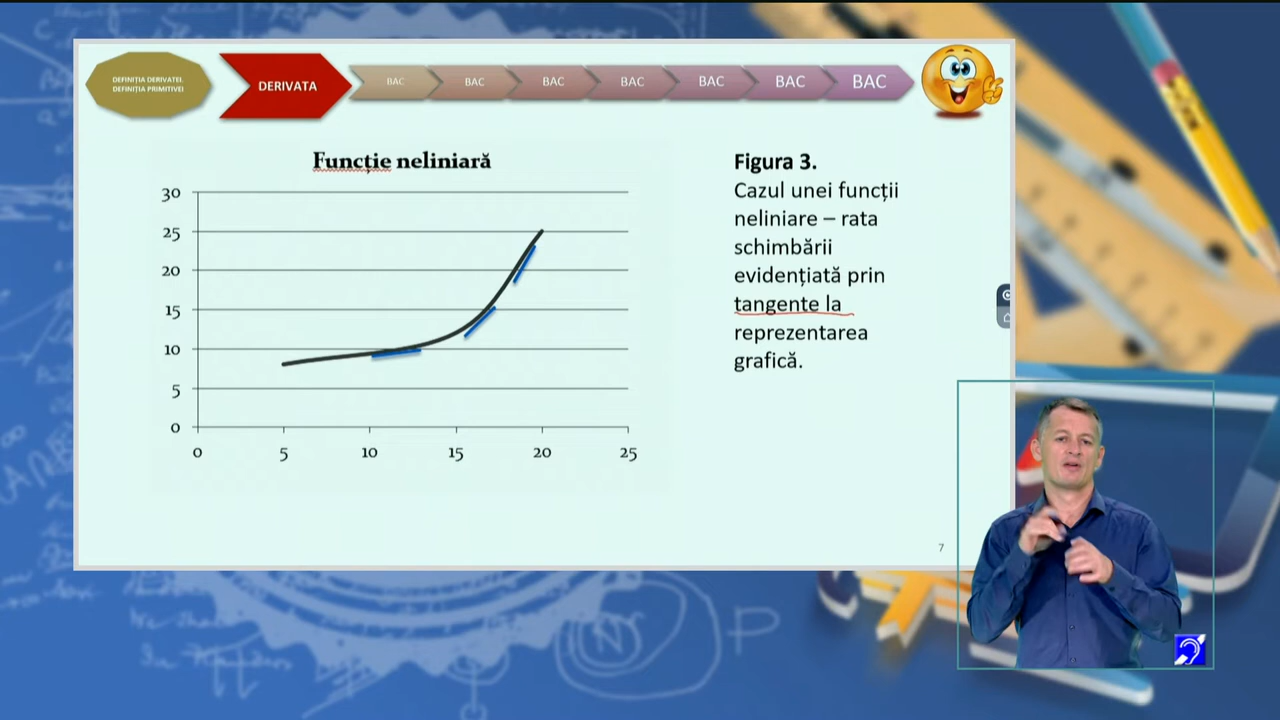 DEFINIȚIA DERIVATEI.
DEFINIȚIA PRIMITIVEI
DERIVATA
BAC
BAC
BAC
BAC
BAC
BAC
BAC
Funcție neliniară
30
25
20
15
10
5
0
0
5
10
15
20
25
Figura 3.
Cazul unei funcții
neliniare – rata
schimbării
evidențiată prin
tangente la
reprezentarea
grafică.
7
P
N